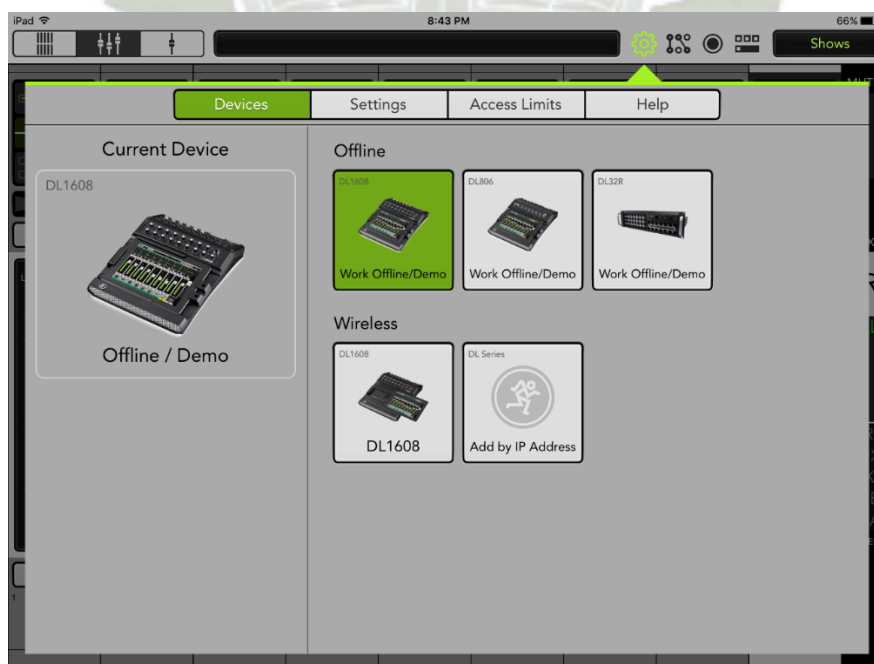 iPad 8:43 PM 66%
Shows
MUT
Devices Settings Access Limits Help
Current Device
DL1608
Offline / Demo
Offline
DL1608 DL806 DL32R
Work Offline/Demo Work Offline/Demo Work Offline/Demo
Wireless
DL1608 DL Series
DL1608 Add by IP Address
1